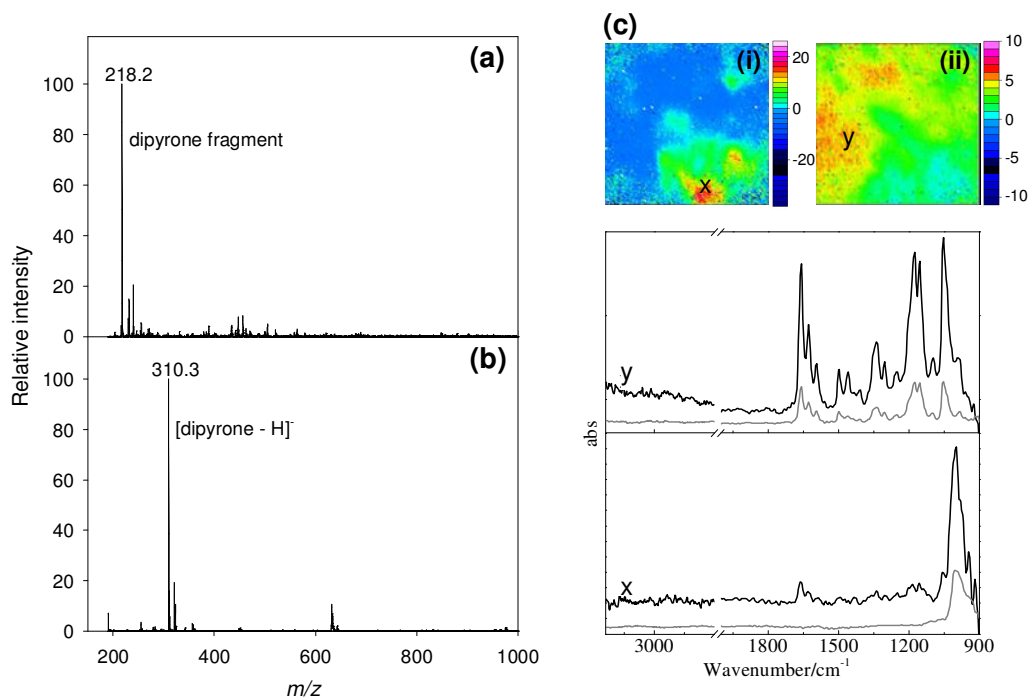 (a)
100
218.2
dipyrone fragment
80
60
40
20
0
Relative intensity
(b)
100
310.3
[dipyrone - H]-
80
60
40
20
0
200 400 600 800 1000
m/z
(c)
(i)
x
20
0
-20
(ii)
y
10
5
0
-5
-10
y
abs
x
3000 1800 1500 1200 900
Wavenumber/cm-1